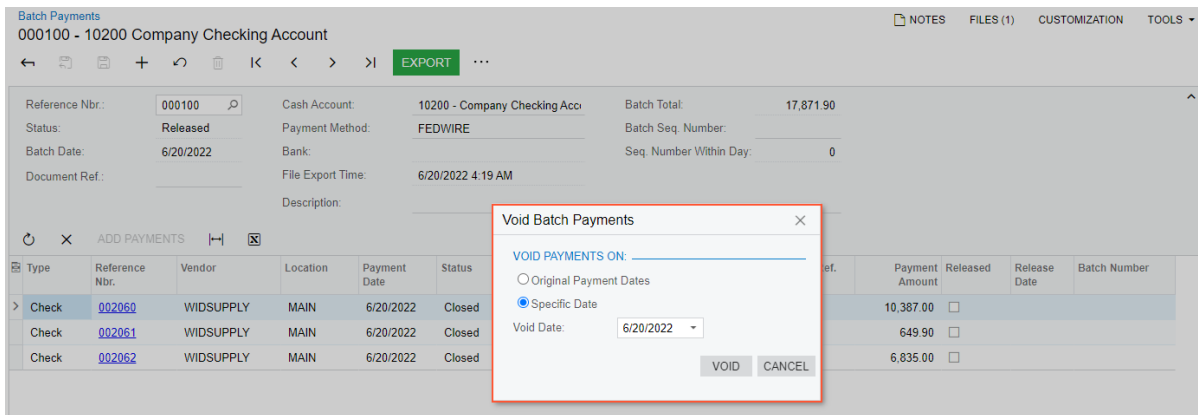 Batch Payments
NOTES FILES (1) CUSTOMIZATION TOOLS
000100 - 10200 Company Checking Account
EXPORT ...
Reference Nbr.: 000100 Cash Account: 10200 - Company Checking Acc Batch Total: 17,871.90
Status: Released Payment Method: FEDWIRE Batch Seq. Number:
Batch Date: 6/20/2022 Bank: Seq. Number Within Day: 0
Document Ref.: File Export Time: 6/20/2022 4:19 AM
Description:
ADD PAYMENTS
Type Reference Nbr. Vendor Location Payment Date Status ef. Payment Amount Released Release Date Batch Number
Check 002060 WIDSUPPLY MAIN 6/20/2022 Closed 10,387.00
Check 002061 WIDSUPPLY MAIN 6/20/2022 Closed 649.90
Check 002062 WIDSUPPLY MAIN 6/20/2022 Closed 6,835.00
Void Batch Payments
VOID PAYMENTS ON:
Original Payment Dates
Specific Date
Void Date: 6/20/2022
VOID CANCEL